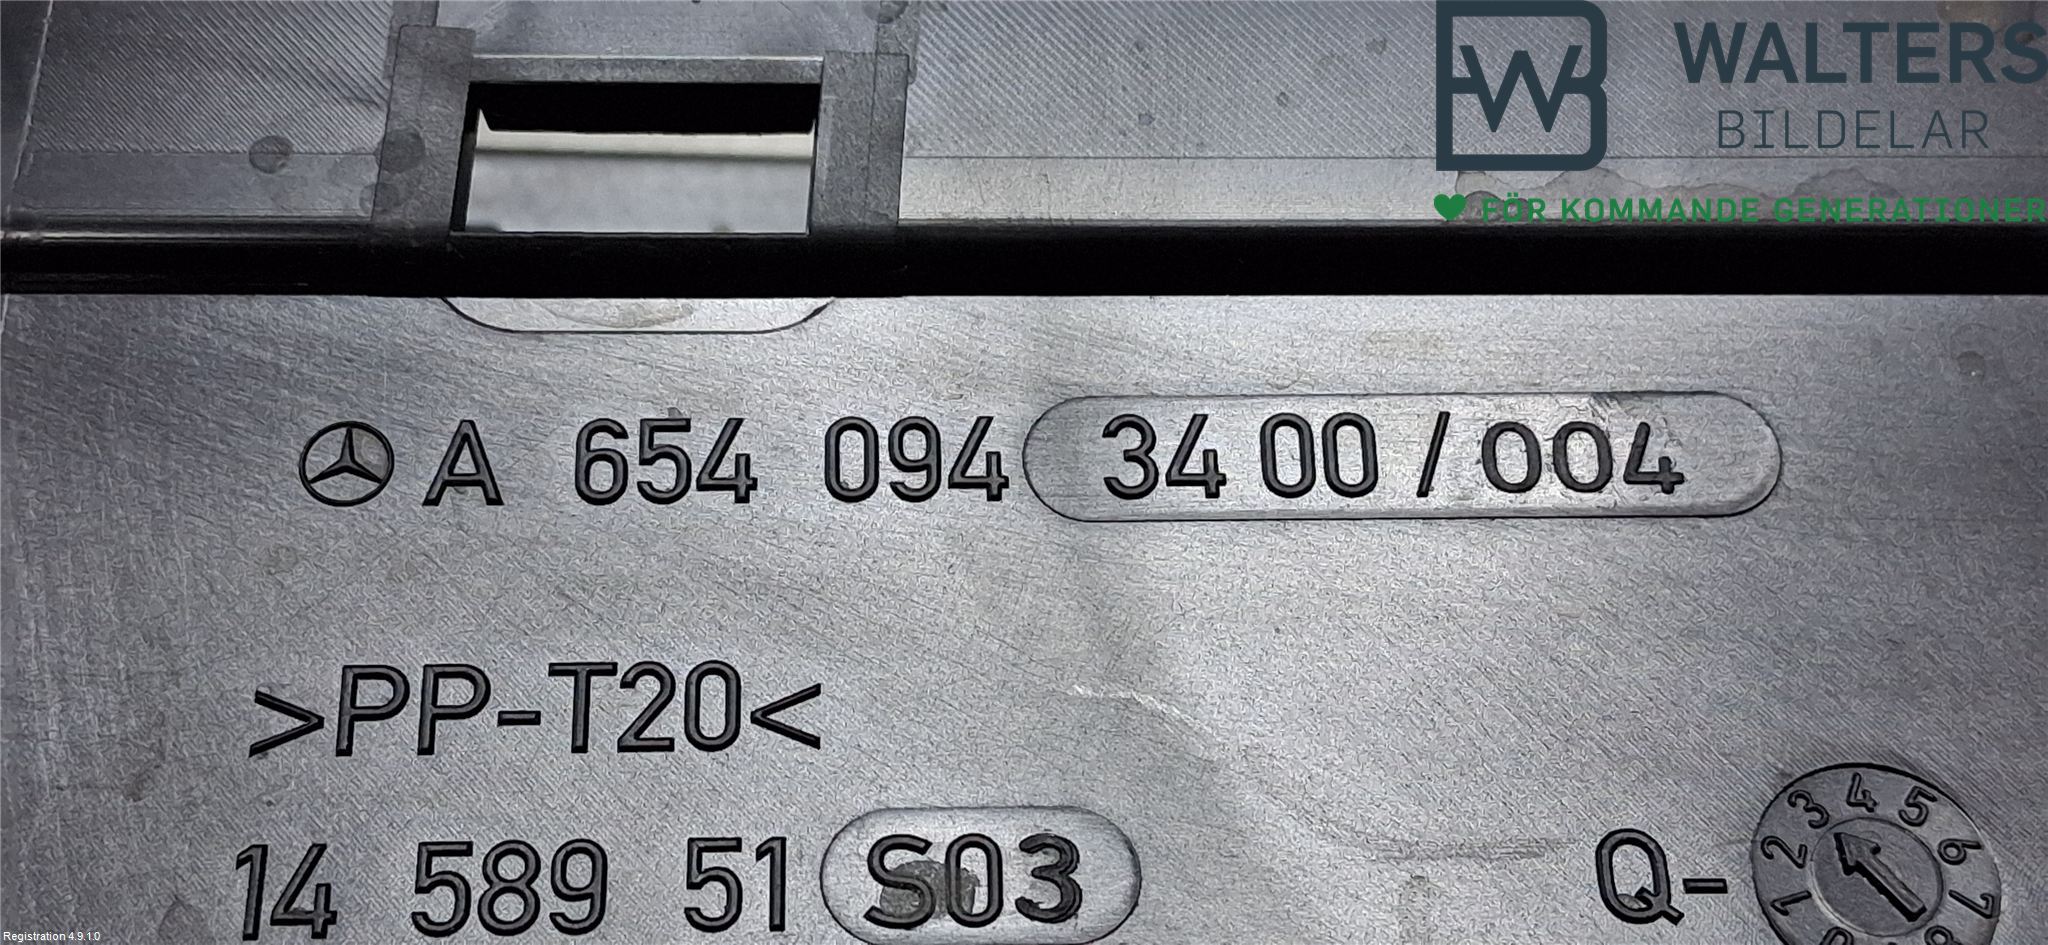 WALTERS
BILDELAR
FÖR KOMMANDE GENERATIONER
A 654 094 34 00 / 004
>PP-T20<
14 589 51 S03
Q-
1 2 3 4 5 6 7
Registration 4.9.1.0